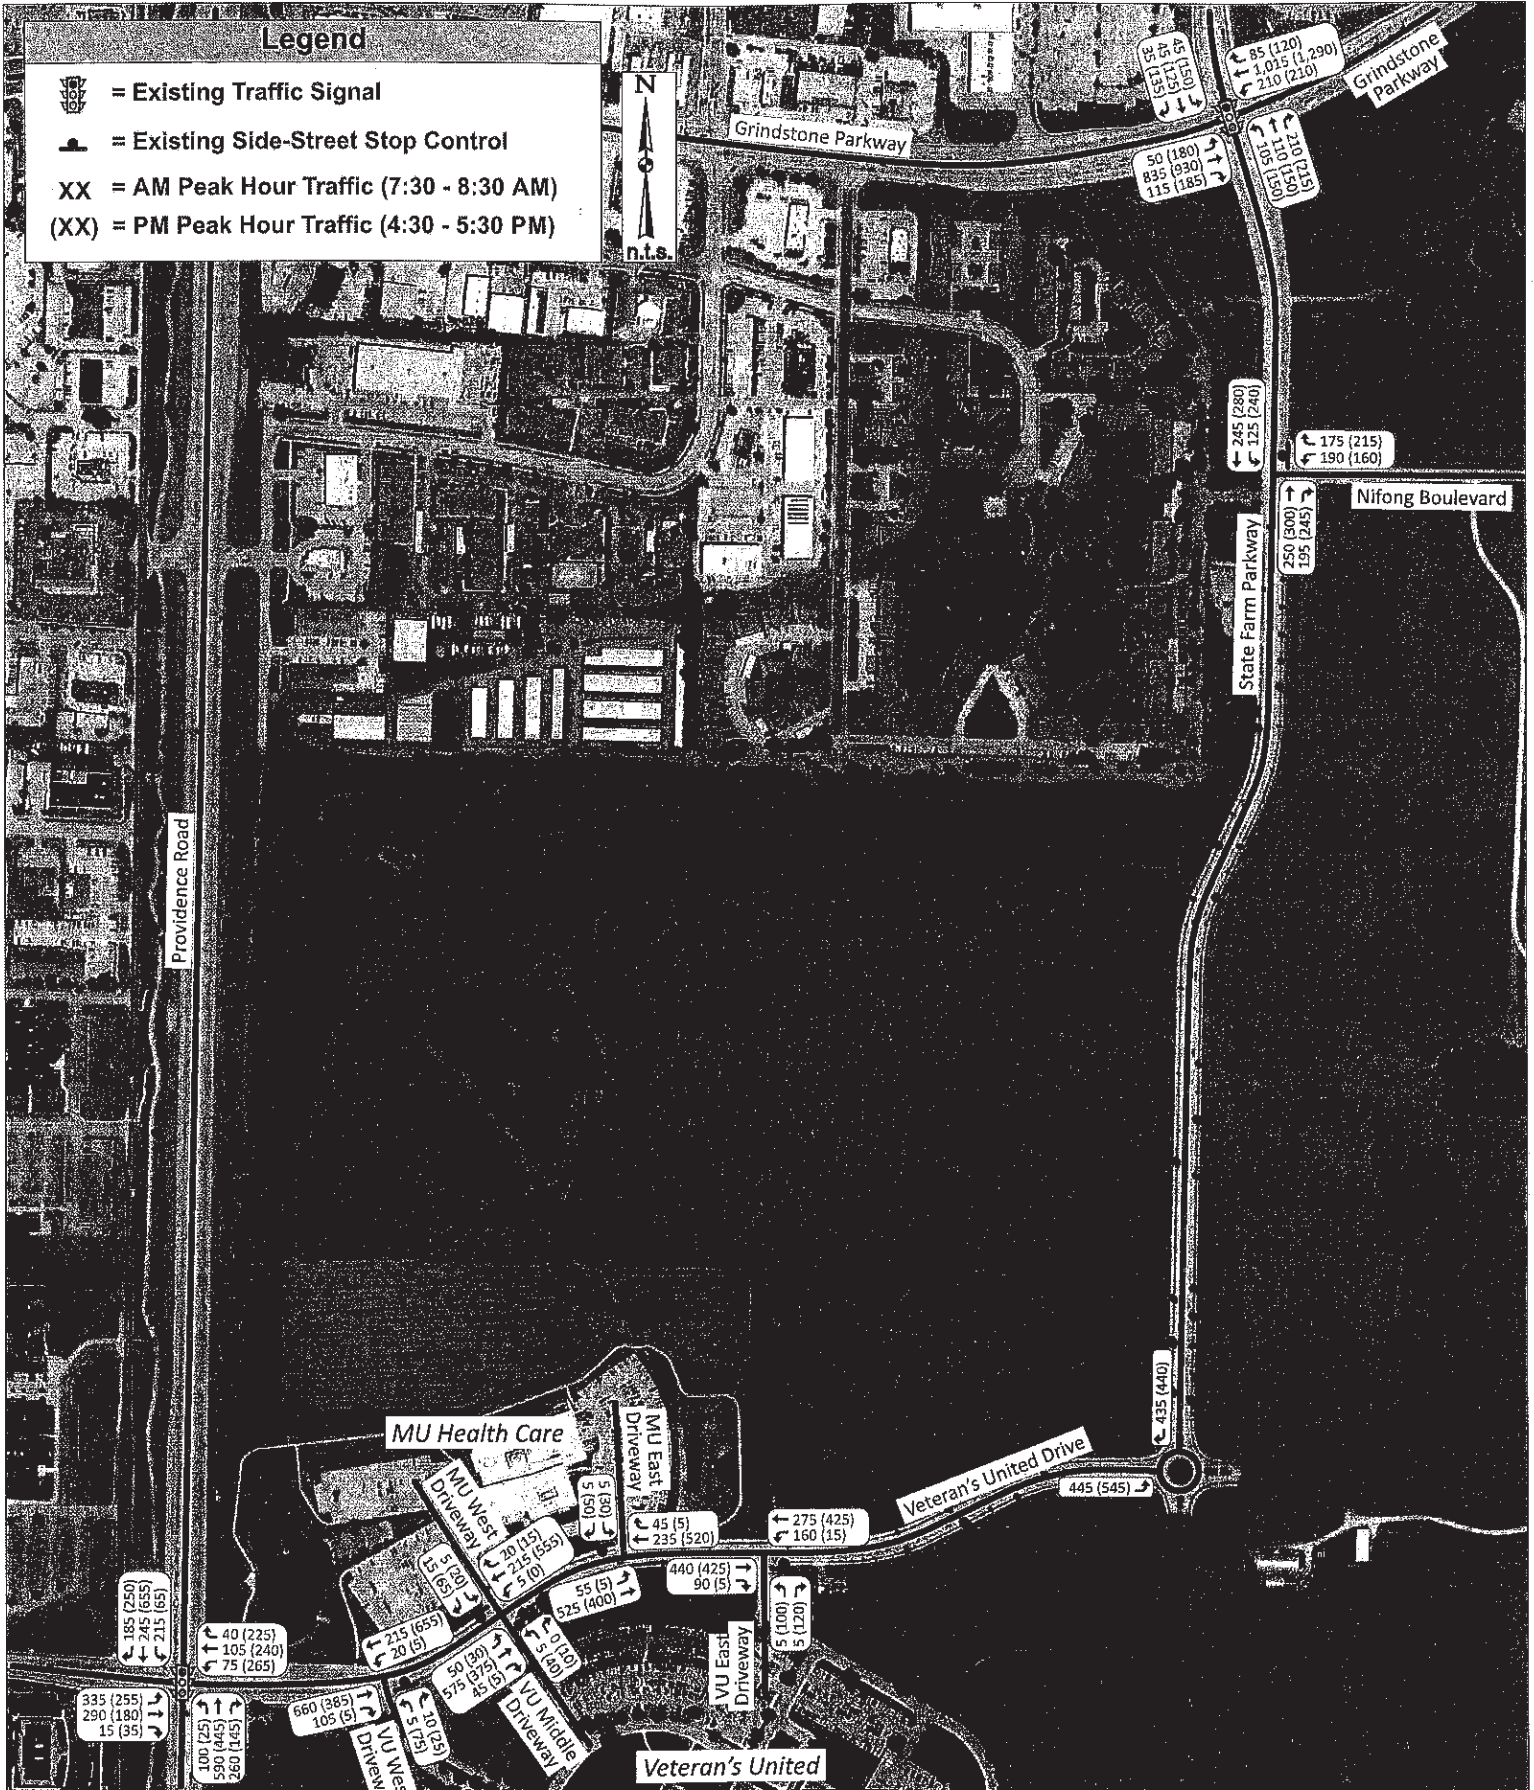 Legend
= Existing Traffic Signal
= Existing Side-Street Stop Control
XX = AM Peak Hour Traffic (7:30 - 8:30 AM)
(XX) = PM Peak Hour Traffic (4:30 - 5:30 PM)
N
n.t.s.
Grindstone Parkway
45 (150)
45 (125)
35 (155)
85 (120)
1,015 (1,290)
210 (210)
Grindstone
Parkway
50 (180)
835 (930)
115 (185)
210 (215)
110 (150)
105 (150)
245 (280)
125 (240)
175 (215)
190 (160)
Nifong Boulevard
250 (300)
195 (245)
State Farm Parkway
Providence Road
435 (440)
445 (545)
Veteran's United Drive
MU Health Care
MU East
Driveway
MU West
Driveway
5 (30)
5 (50)
45 (5)
235 (520)
275 (425)
160 (15)
440 (425)
90 (5)
5 (100)
5 (120)
VU East
Driveway
20 (15)
215 (555)
5 (0)
5 (20)
15 (65)
55 (5)
525 (400)
0 (20)
5 (40)
50 (30)
575 (375)
45 (5)
VU Middle
Driveway
215 (655)
20 (5)
660 (385)
105 (5)
10 (25)
5 (75)
VU Wes
Drivew
185 (250)
245 (655)
215 (65)
40 (225)
105 (240)
75 (265)
335 (255)
290 (180)
15 (35)
100 (25)
590 (445)
260 (145)
Veteran's United